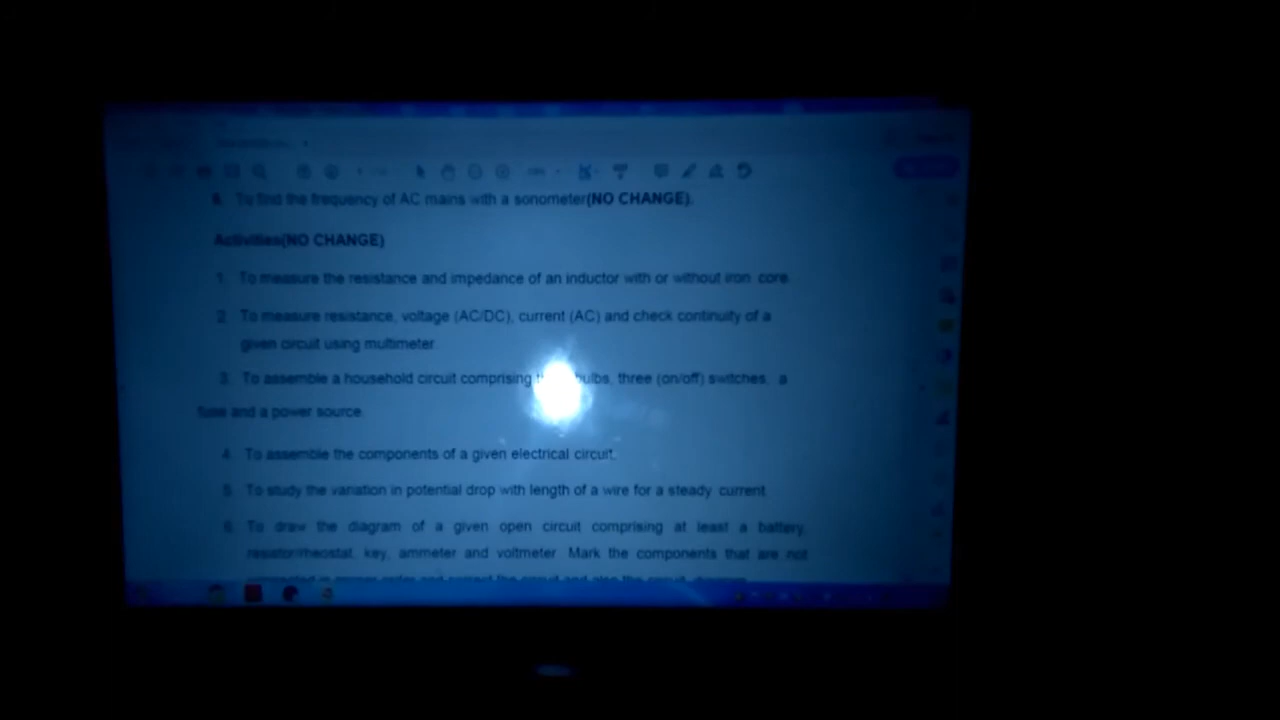 To find the frequency of AC mains with a sonometer(NO CHANGE).
Activities(NO CHANGE)
1. To measure the resistance and impedance of an inductor with or without iron core.
2. To measure resistance, voltage (AC/DC), current (AC) and check continuity of a
given circuit using multimeter.
3. To assemble a household circuit comprising bulbs, three (on/off) switches, a
fuse and a power source.
4. To assemble the components of a given electrical circuit.
5. To study the variation in potential drop with length of a wire for a steady current.
6. To draw the diagram of a given open circuit comprising at least a battery,
resistor/rheostat, key, ammeter and voltmeter. Mark the components that are not